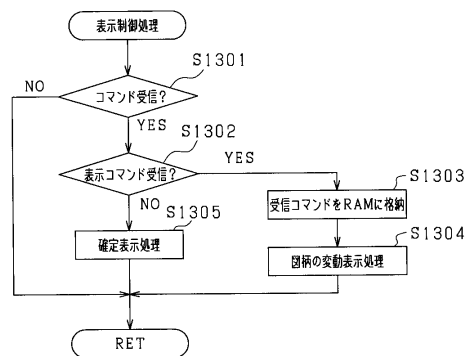 表示制御処理
S1301
NO
コマンド受信?
YES
S1302
表示コマンド受信?
YES
S1303
NO
受信コマンドをRAMに格納
S1305
確定表示処理
S1304
図柄の変動表示処理
RET